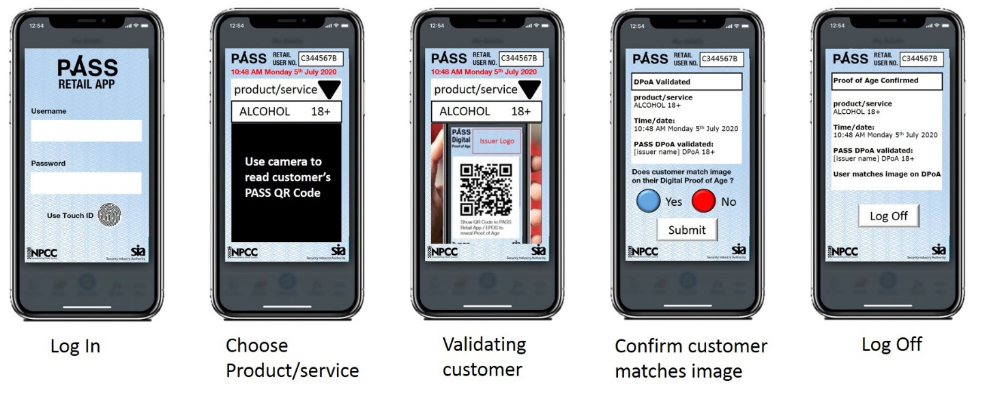 12:54
PASS
RETAIL APP
Username
Password
Use Touch ID
NPCC
sia
Security Industry Authority
Log In
12:54
PASS RETAIL USER NO. C344567B
10:48 AM Monday 5th July 2020
product/service
ALCOHOL 18+
Use camera to
read customer's
PASS QR Code
NPCC
sia
Security Industry Authority
Choose
Product/service
12:54
PASS RETAIL USER NO. C344567B
10:48 AM Monday 5th July 2020
product/service
ALCOHOL 18+
PASS
Digital
Proof of Age
Issuer Logo
Show QR Code to PASS
Retail App / EPOS to
reveal Proof of Age
NPCC
sia
Security Industry Authority
Validating
customer
12:54
PASS RETAIL USER NO. C344567B
DPoA Validated
product/service
ALCOHOL 18+
Time/date:
10:48 AM Monday 5th July 2020
PASS DPoA validated:
[issuer name] DPoA 18+
Does customer match image
on their Digital Proof of Age ?
Yes No
Submit
NPCC
sia
Security Industry Authority
Confirm customer
matches image
12:54
PASS RETAIL USER NO. C344567B
Proof of Age Confirmed
product/service
ALCOHOL 18+
Time/date:
10:48 AM Monday 5th July 2020
PASS DPoA validated:
[issuer name] DPoA 18+
User matches image on DPoA
Log Off
NPCC
sia
Security Industry Authority
Log Off